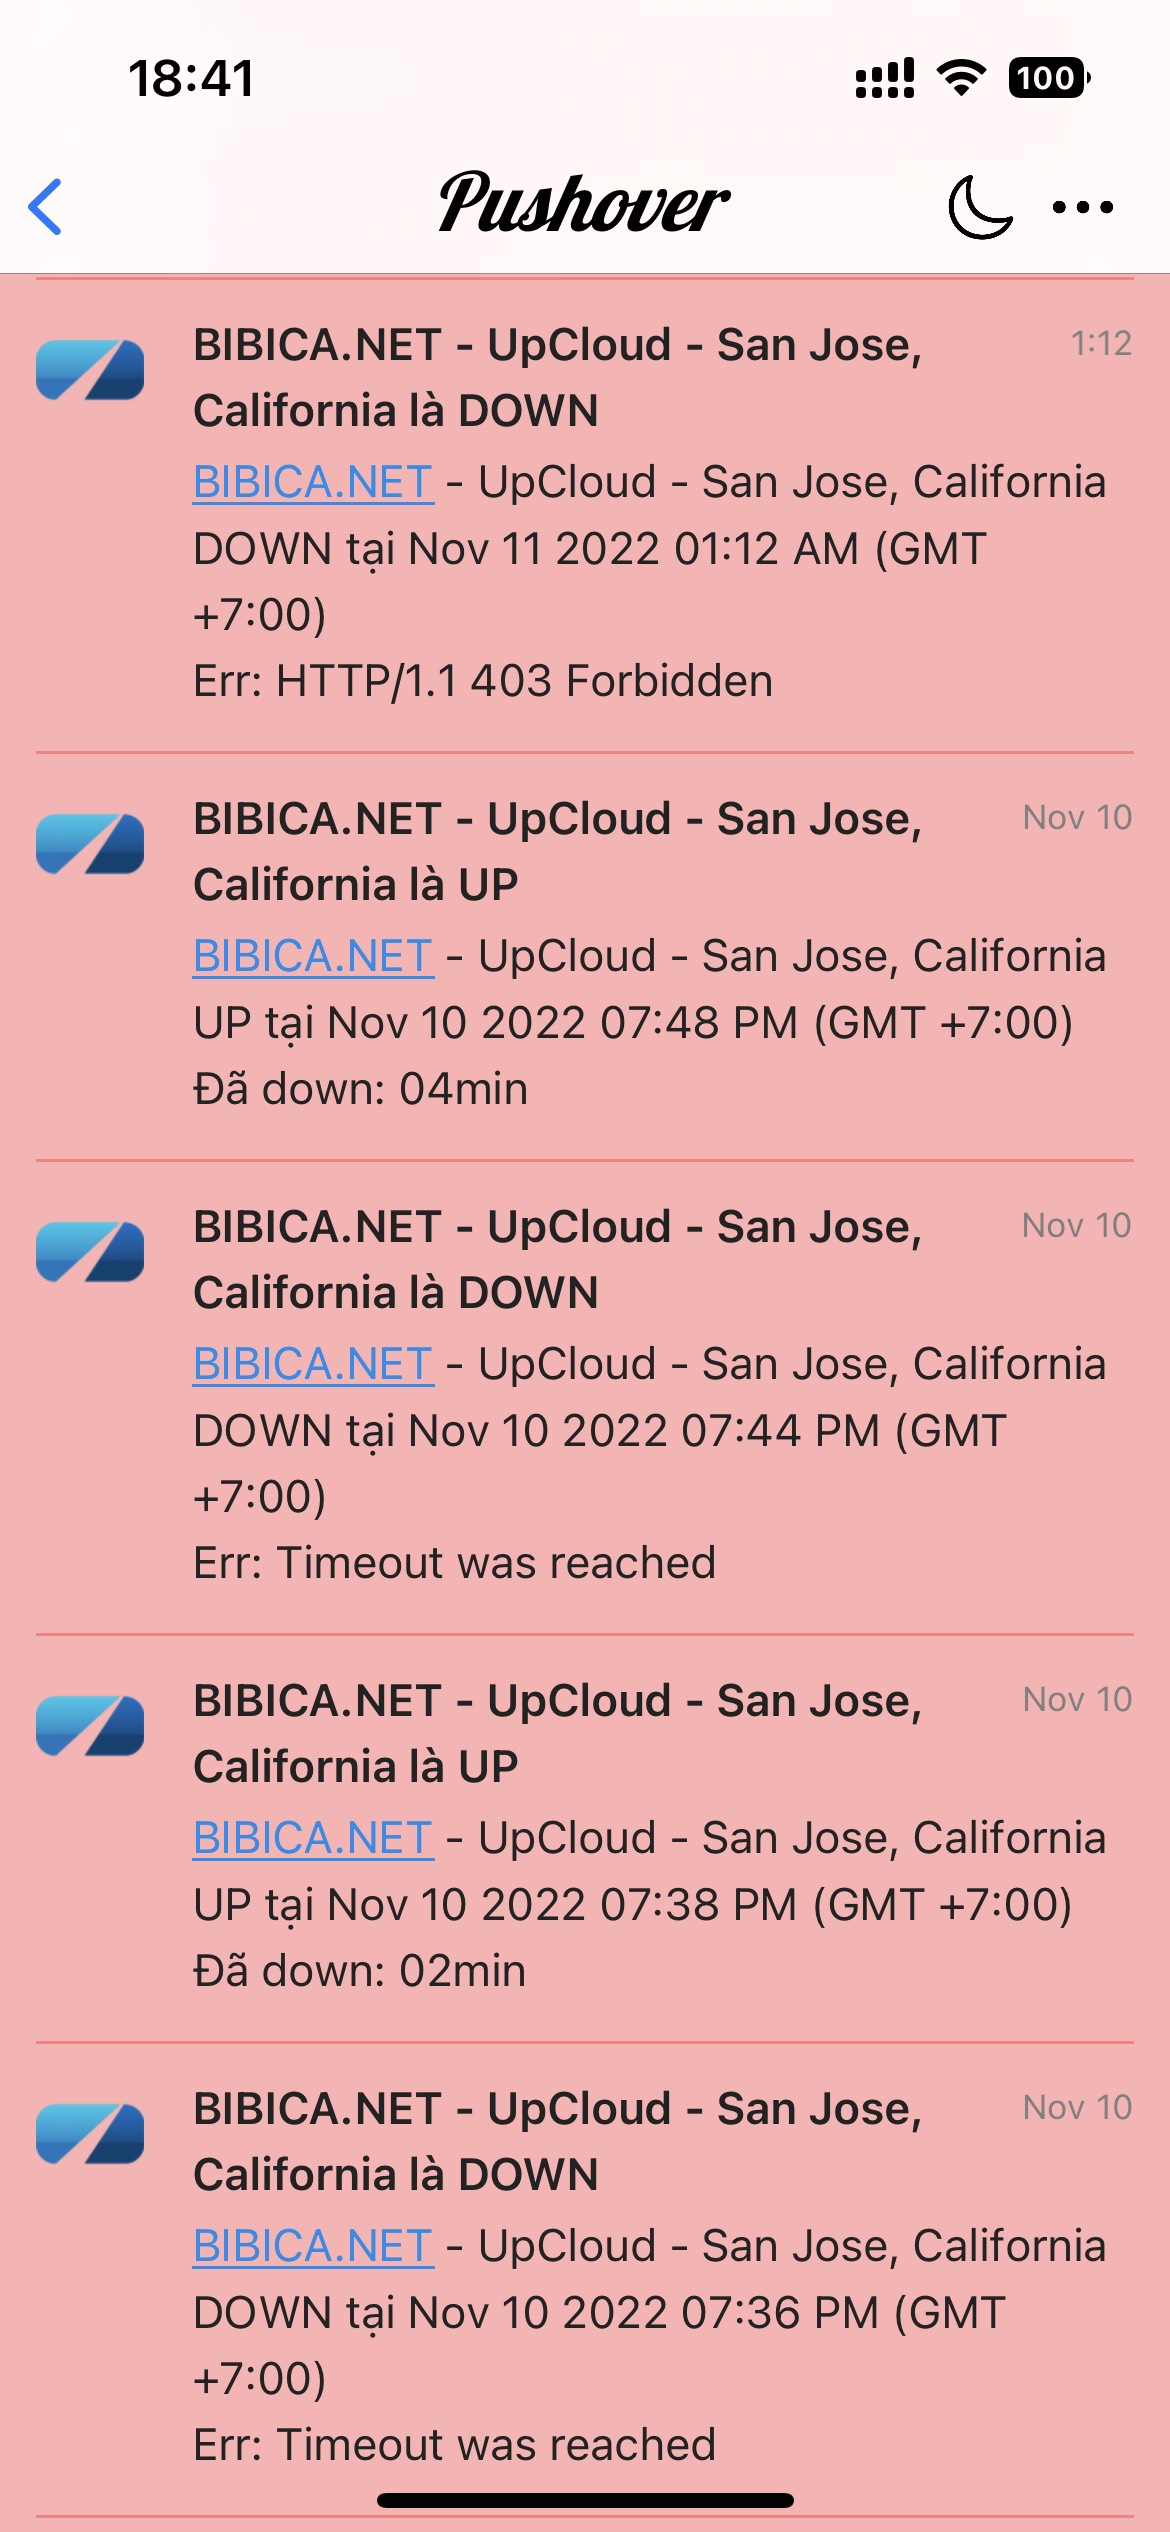 18:41
100
Pushover
BIBICA.NET - UpCloud - San Jose,
1:12
California là DOWN
BIBICA.NET - UpCloud - San Jose, California
DOWN tại Nov 11 2022 01:12 AM (GMT
+7:00)
Err: HTTP/1.1 403 Forbidden
BIBICA.NET - UpCloud - San Jose,
Nov 10
California là UP
BIBICA.NET - UpCloud - San Jose, California
UP tại Nov 10 2022 07:48 PM (GMT +7:00)
Đã down: 04min
BIBICA.NET - UpCloud - San Jose,
Nov 10
California là DOWN
BIBICA.NET - UpCloud - San Jose, California
DOWN tại Nov 10 2022 07:44 PM (GMT
+7:00)
Err: Timeout was reached
BIBICA.NET - UpCloud - San Jose,
Nov 10
California là UP
BIBICA.NET - UpCloud - San Jose, California
UP tại Nov 10 2022 07:38 PM (GMT +7:00)
Đã down: 02min
BIBICA.NET - UpCloud - San Jose,
Nov 10
California là DOWN
BIBICA.NET - UpCloud - San Jose, California
DOWN tại Nov 10 2022 07:36 PM (GMT
+7:00)
Err: Timeout was reached